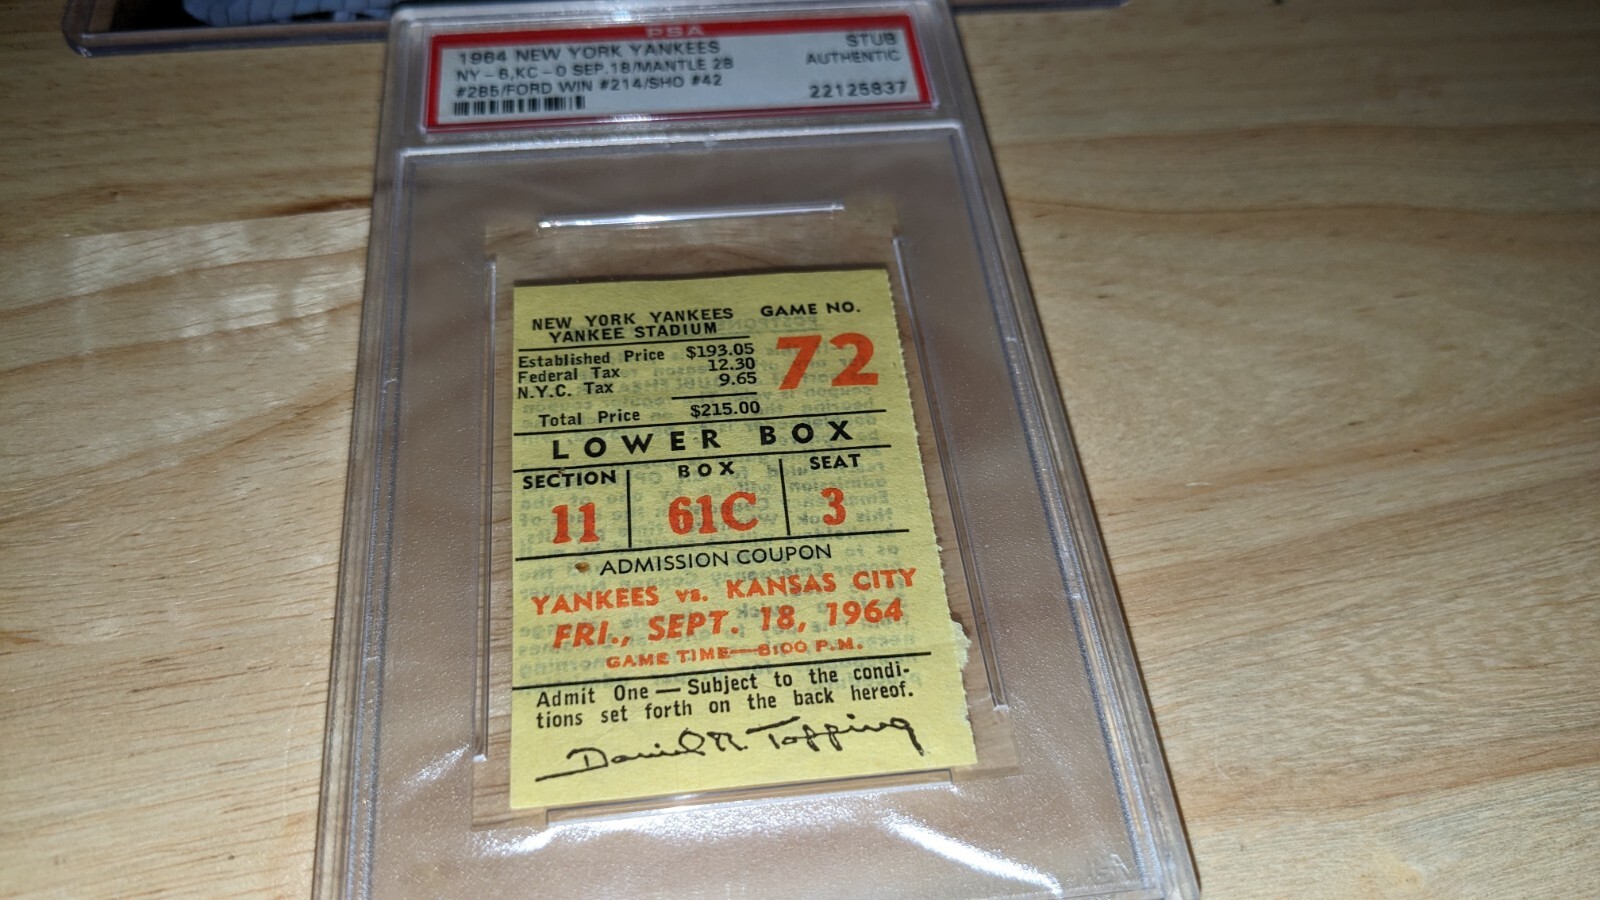 PSA
1964 NEW YORK YANKEES STUB
NY - 6, KC - 0 SEP.18/MANTLE 2B AUTHENTIC
#285/FORD WIN #214/SHO #42 22125837
NEW YORK YANKEES GAME NO.
YANKEE STADIUM
72
Established Price $193.05
Federal Tax 12.30
N.Y.C. Tax 9.65
Total Price $215.00
LOWER BOX
SECTION BOX SEAT
11 61C 3
ADMISSION COUPON
YANKEES vs. KANSAS CITY
FRI., SEPT. 18, 1964
GAME TIME—8:00 P.M.
Admit One — Subject to the condi-
tions set forth on the back hereof.
Daniel R. Topping